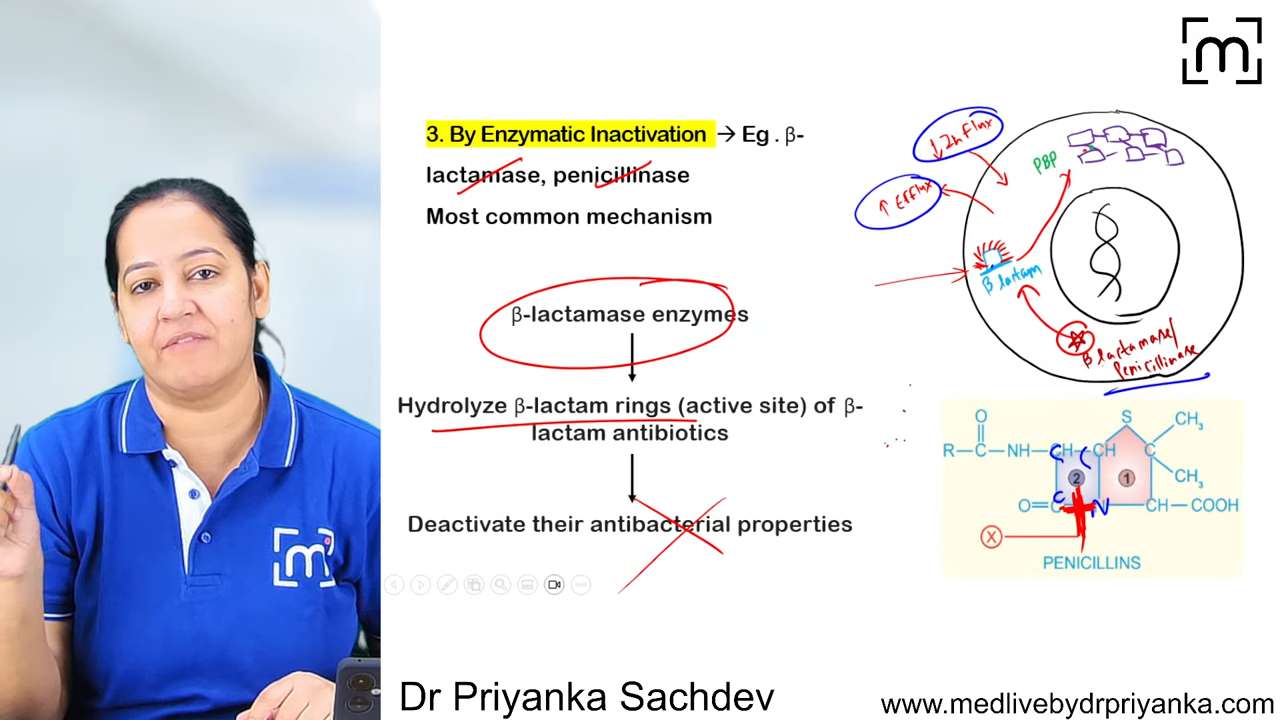 m
3. By Enzymatic Inactivation → Eg . β-
lactamase, penicillinase
Most common mechanism
β-lactamase enzymes
Hydrolyze β-lactam rings (active site) of β-
lactam antibiotics
Deactivate their antibacterial properties
↓ Influx
↑ Efflux
PBP
β lactam
β lactamase/
penicillinase
O
S
CH₃
R—C—NH—CH—CH
C
CH₃
2
1
O=C
N
CH—COOH
C
C
C
N
X
PENICILLINS
m
Dr Priyanka Sachdev
www.medlivebydrpriyanka.com